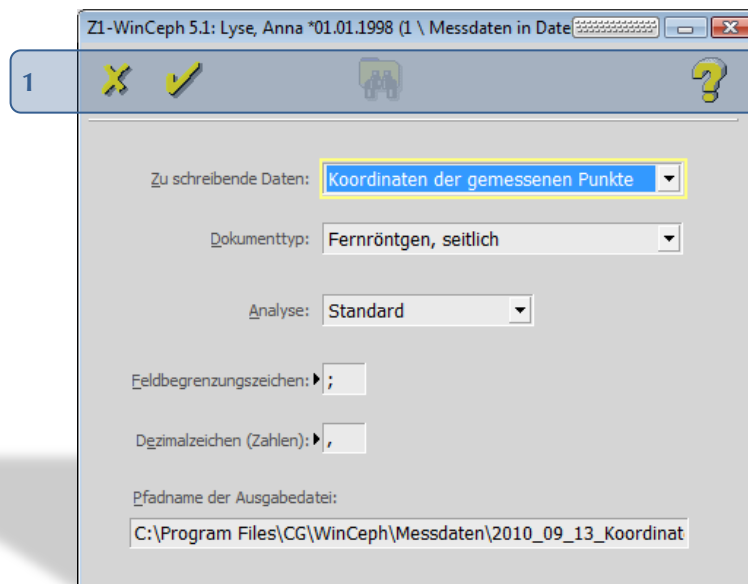 Z1-WinCeph 5.1: Lyse, Anna *01.01.1998 (1 \ Messdaten in Date
1
Zu schreibende Daten: Koordinaten der gemessenen Punkte
Dokumenttyp: Fernröntgen, seitlich
Analyse: Standard
Feldbegrenzungszeichen: ;
Dezimalzeichen (Zahlen): ,
Pfadname der Ausgabedatei:
C:\Program Files\CG\WinCeph\Messdaten\2010_09_13_Koordinat